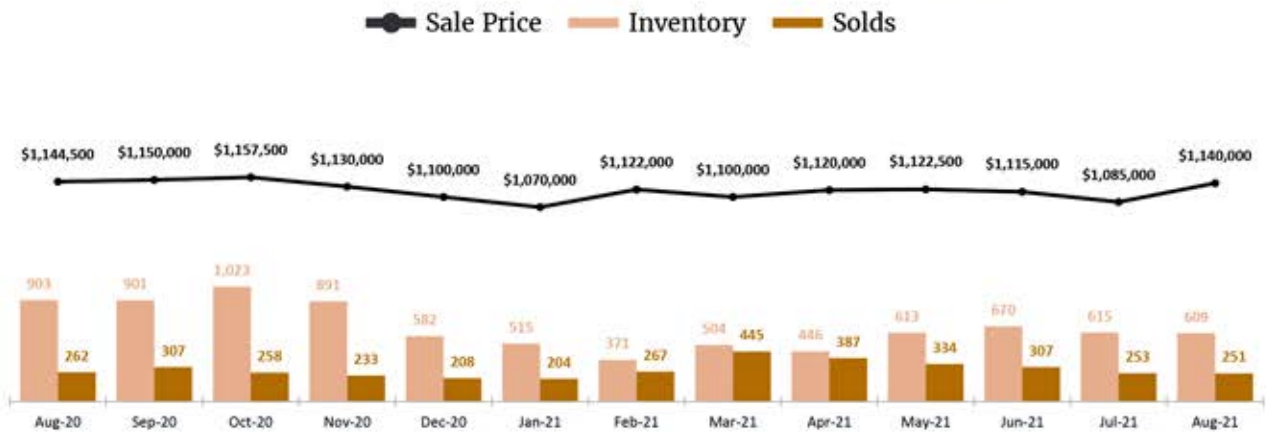 Sale Price Inventory Solds
$1,144,500 $1,150,000 $1,157,500 $1,130,000 $1,100,000 $1,070,000 $1,122,000 $1,100,000 $1,120,000 $1,122,500 $1,115,000 $1,085,000 $1,140,000
903 901 1,023 891 582 515 371 504 446 613 670 615 609
262 307 258 233 208 204 267 445 387 334 307 253 251
Aug-20 Sep-20 Oct-20 Nov-20 Dec-20 Jan-21 Feb-21 Mar-21 Apr-21 May-21 Jun-21 Jul-21 Aug-21